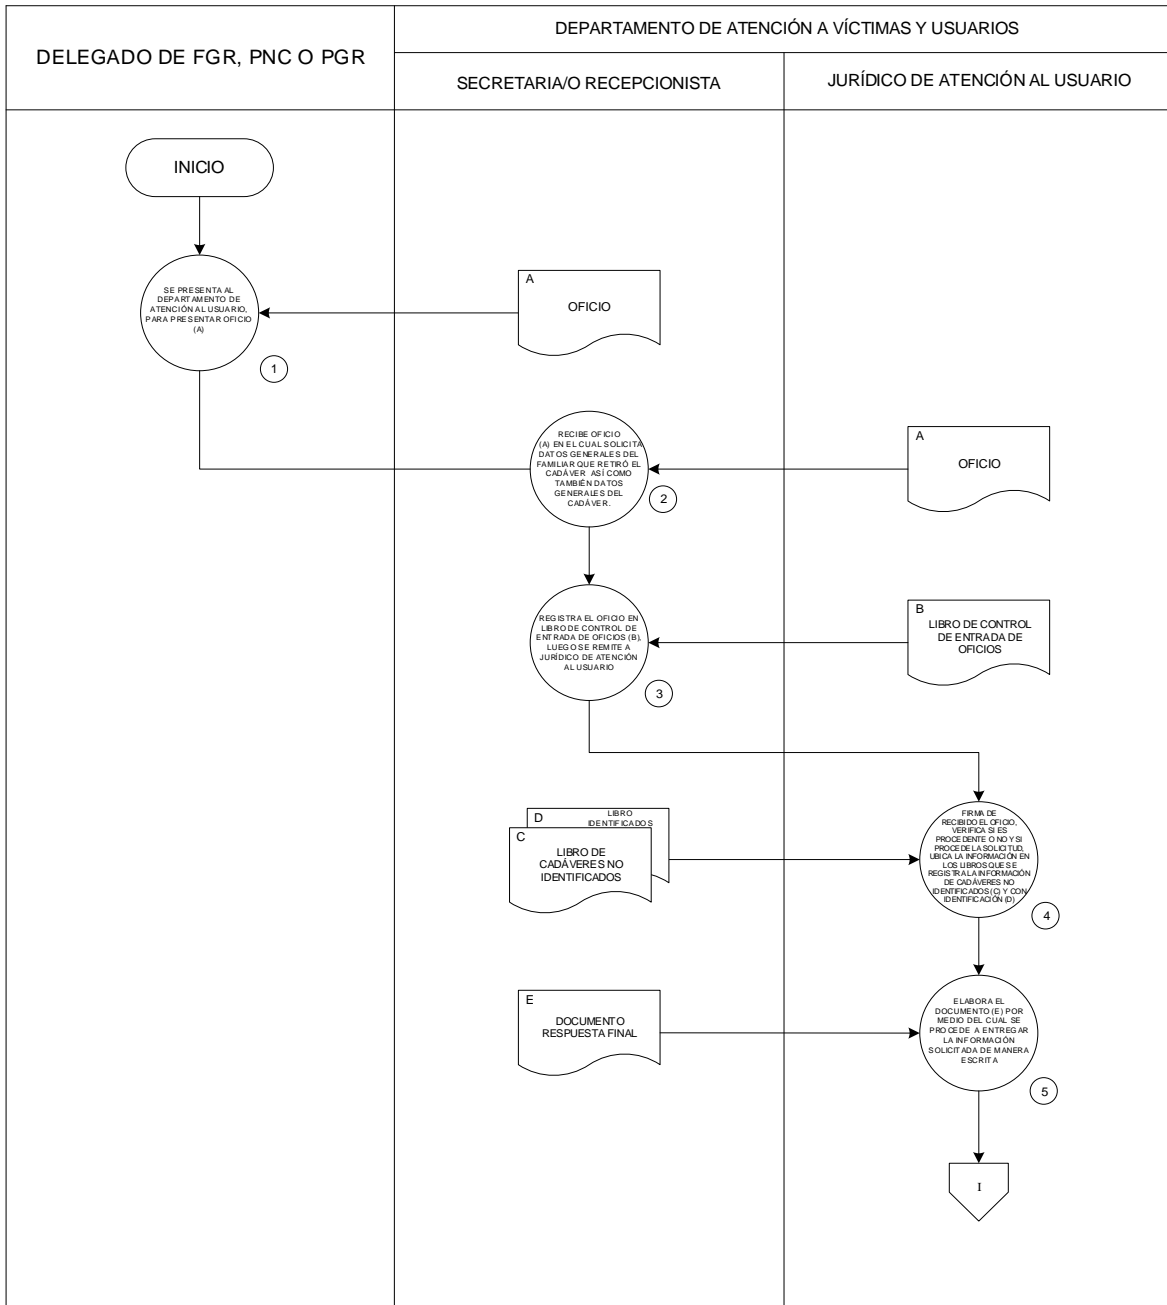 DELEGADO DE FGR, PNC O PGR
DEPARTAMENTO DE ATENCIÓN A VÍCTIMAS Y USUARIOS
SECRETARIA/O RECEPCIONISTA
JURÍDICO DE ATENCIÓN AL USUARIO
INICIO
SE PRESENTA AL
DEPARTAMENTO DE
ATENCIÓN AL USUARIO,
PARA PRESENTAR OFICIO
(A)
1
A
OFICIO
RECIBE OFICIO
(A) EN EL CUAL SOLICITA
DATOS GENERALES DEL
FAMILIAR QUE RETIRÓ EL
CADÁVER ASÍ COMO
TAMBIÉN DATOS
GENERALES DEL
CADÁVER.
2
A
OFICIO
REGISTRA EL OFICIO EN
LIBRO DE CONTROL DE
ENTRADA DE OFICIOS (B),
LUEGO SE REMITE A
JURÍDICO DE ATENCIÓN
AL USUARIO
3
B
LIBRO DE CONTROL
DE ENTRADA DE
OFICIOS
D
LIBRO
IDENTIFICADOS
C
LIBRO DE
CADÁVERES NO
IDENTIFICADOS
FIRMA DE
RECIBIDO EL OFICIO,
VERIFICA SI ES
PROCEDENTE O NO Y SI
PROCEDE LA SOLICITUD,
UBICA LA INFORMACIÓN EN
LOS LIBROS QUE SE
REGISTRA LA INFORMACIÓN
DE CADÁVERES NO
IDENTIFICADOS (C) Y CON
IDENTIFICACIÓN (D)
4
E
DOCUMENTO
RESPUESTA FINAL
ELABORA EL
DOCUMENTO (E) POR
MEDIO DEL CUAL SE
PROCEDE A ENTREGAR
LA INFORMACIÓN
SOLICITADA DE MANERA
ESCRITA
5
I